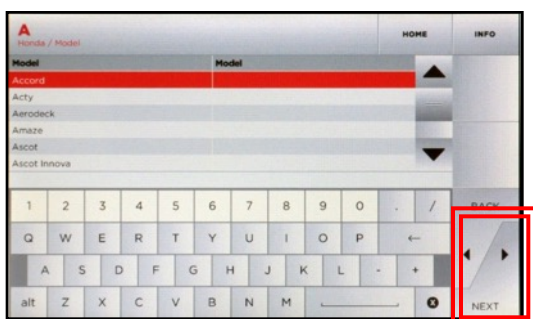 A
Honda / Model
HOME
INFO
Model Model
Accord
Acty
Aerodeck
Amaze
Ascot
Ascot Innova
1 2 3 4 5 6 7 8 9 0 . /
BACK
Q W E R T Y U I O P ←
A S D F G H J K L - +
alt Z X C V B N M
NEXT